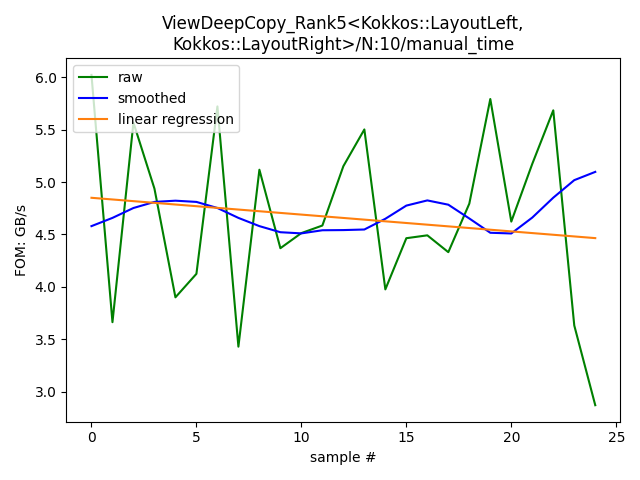 ViewDeepCopy_Rank5<Kokkos::LayoutLeft,
Kokkos::LayoutRight>/N:10/manual_time
raw
smoothed
linear regression
FOM: GB/s
6.0
5.5
5.0
4.5
4.0
3.5
3.0
0 5 10 15 20 25
sample #